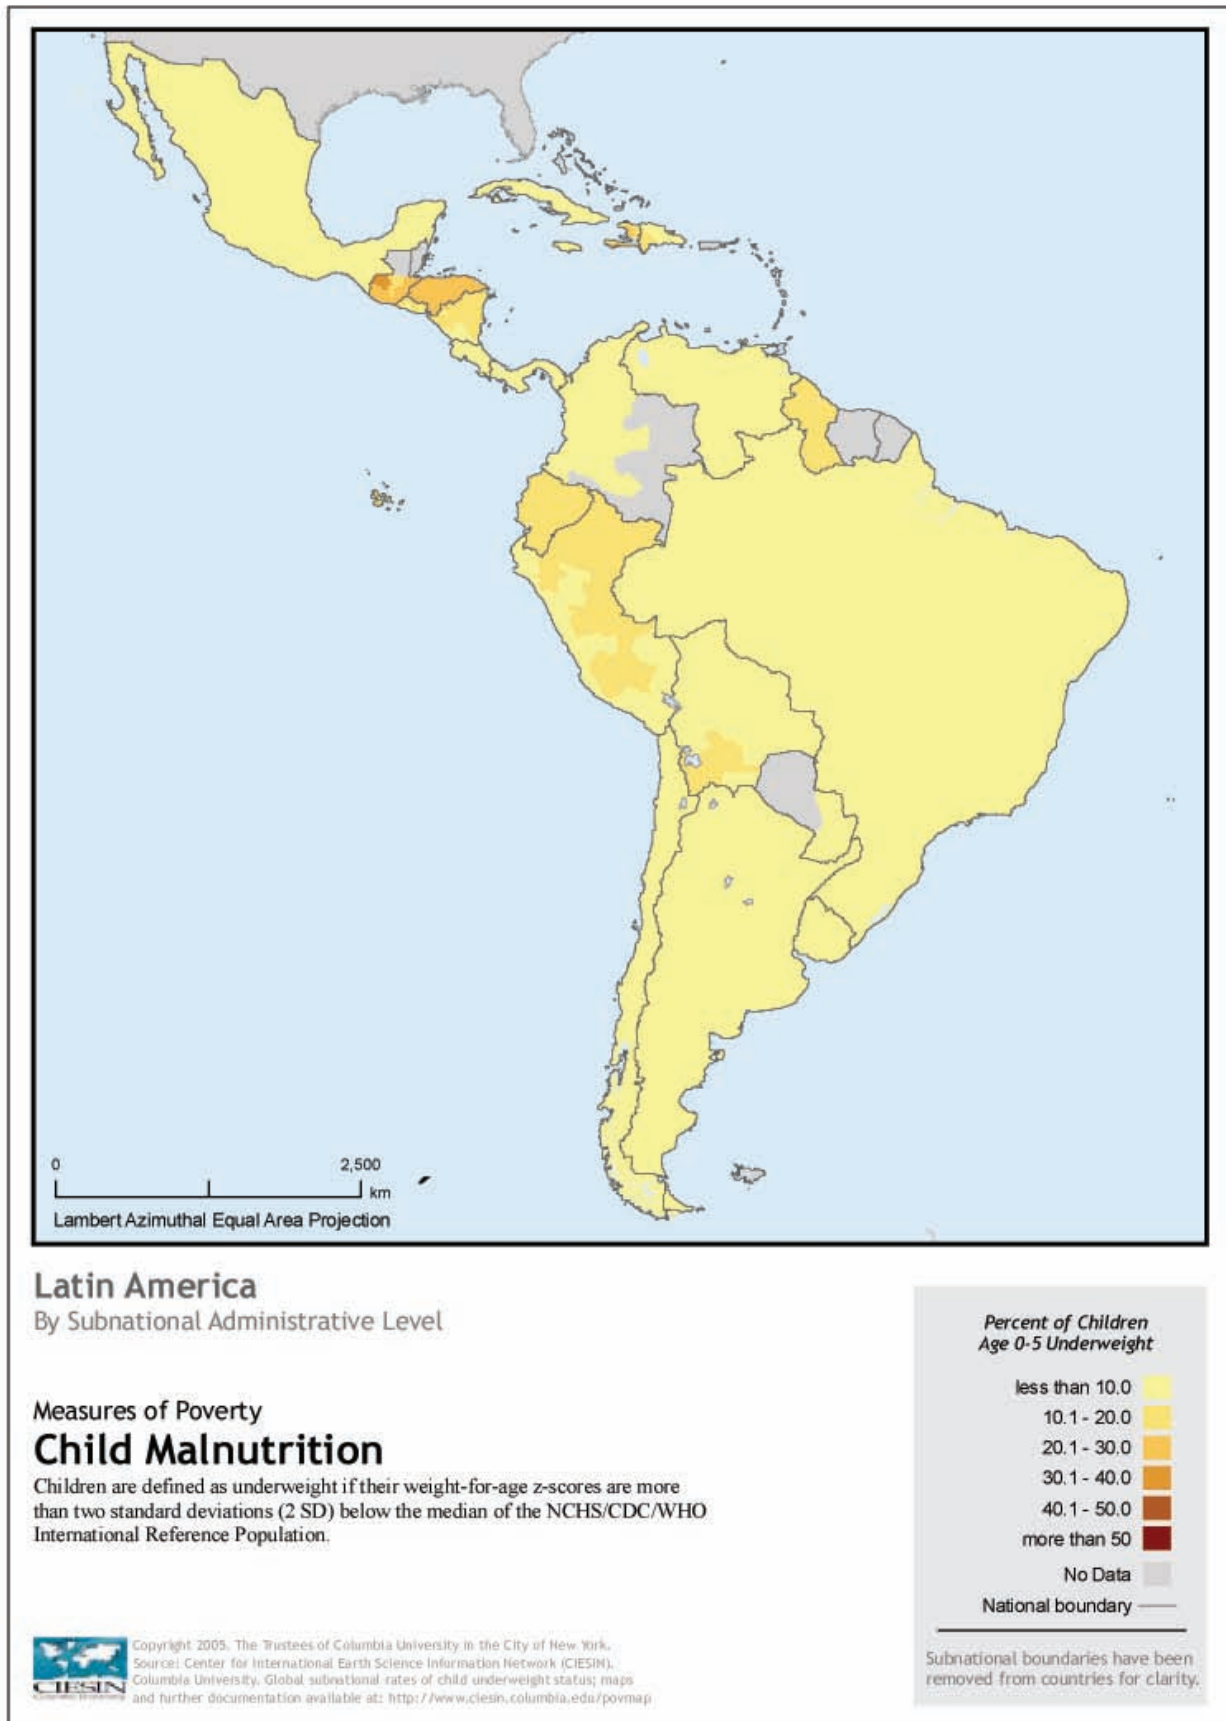 0 2,500
km
Lambert Azimuthal Equal Area Projection
Latin America
By Subnational Administrative Level
Measures of Poverty
Child Malnutrition
Children are defined as underweight if their weight-for-age z-scores are more
than two standard deviations (2 SD) below the median of the NCHS/CDC/WHO
International Reference Population.
Percent of Children
Age 0-5 Underweight
less than 10.0
10.1 - 20.0
20.1 - 30.0
30.1 - 40.0
40.1 - 50.0
more than 50
No Data
National boundary
Subnational boundaries have been
removed from countries for clarity.
CIESIN
Copyright 2005. The Trustees of Columbia University in the City of New York.
Source: Center for International Earth Science Information Network (CIESIN),
Columbia University. Global subnational rates of child underweight status; maps
and further documentation available at: http://www.ciesin.columbia.edu/povmap